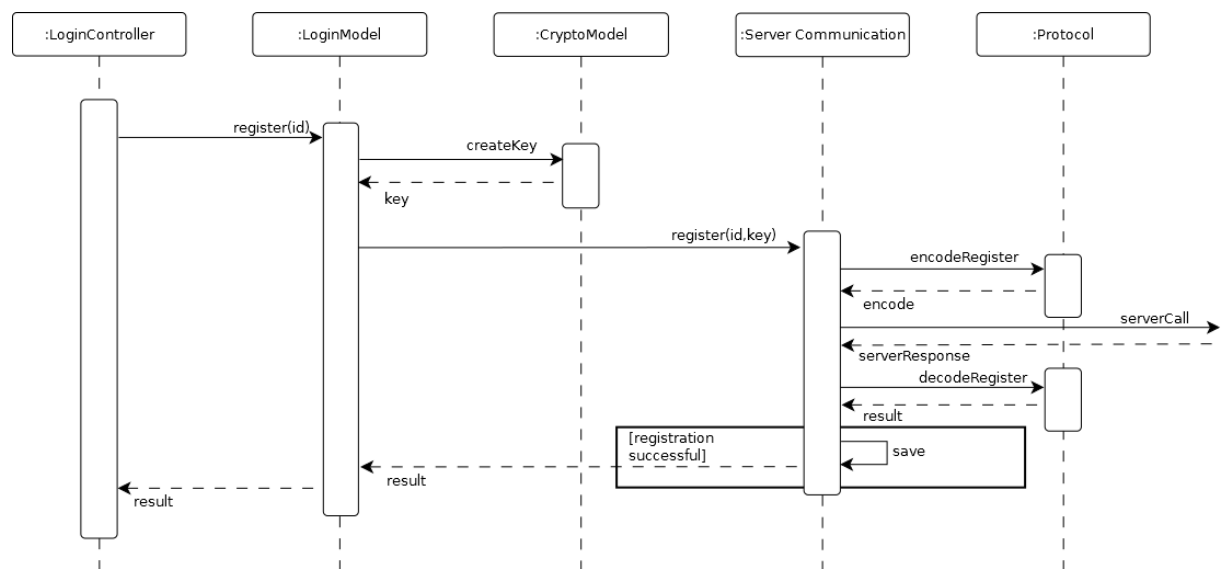 :LoginController
:LoginModel
:CryptoModel
:Server Communication
:Protocol
register(id)
createKey
key
register(id,key)
encodeRegister
encode
serverCall
serverResponse
decodeRegister
result
[registration
successful]
save
result
result